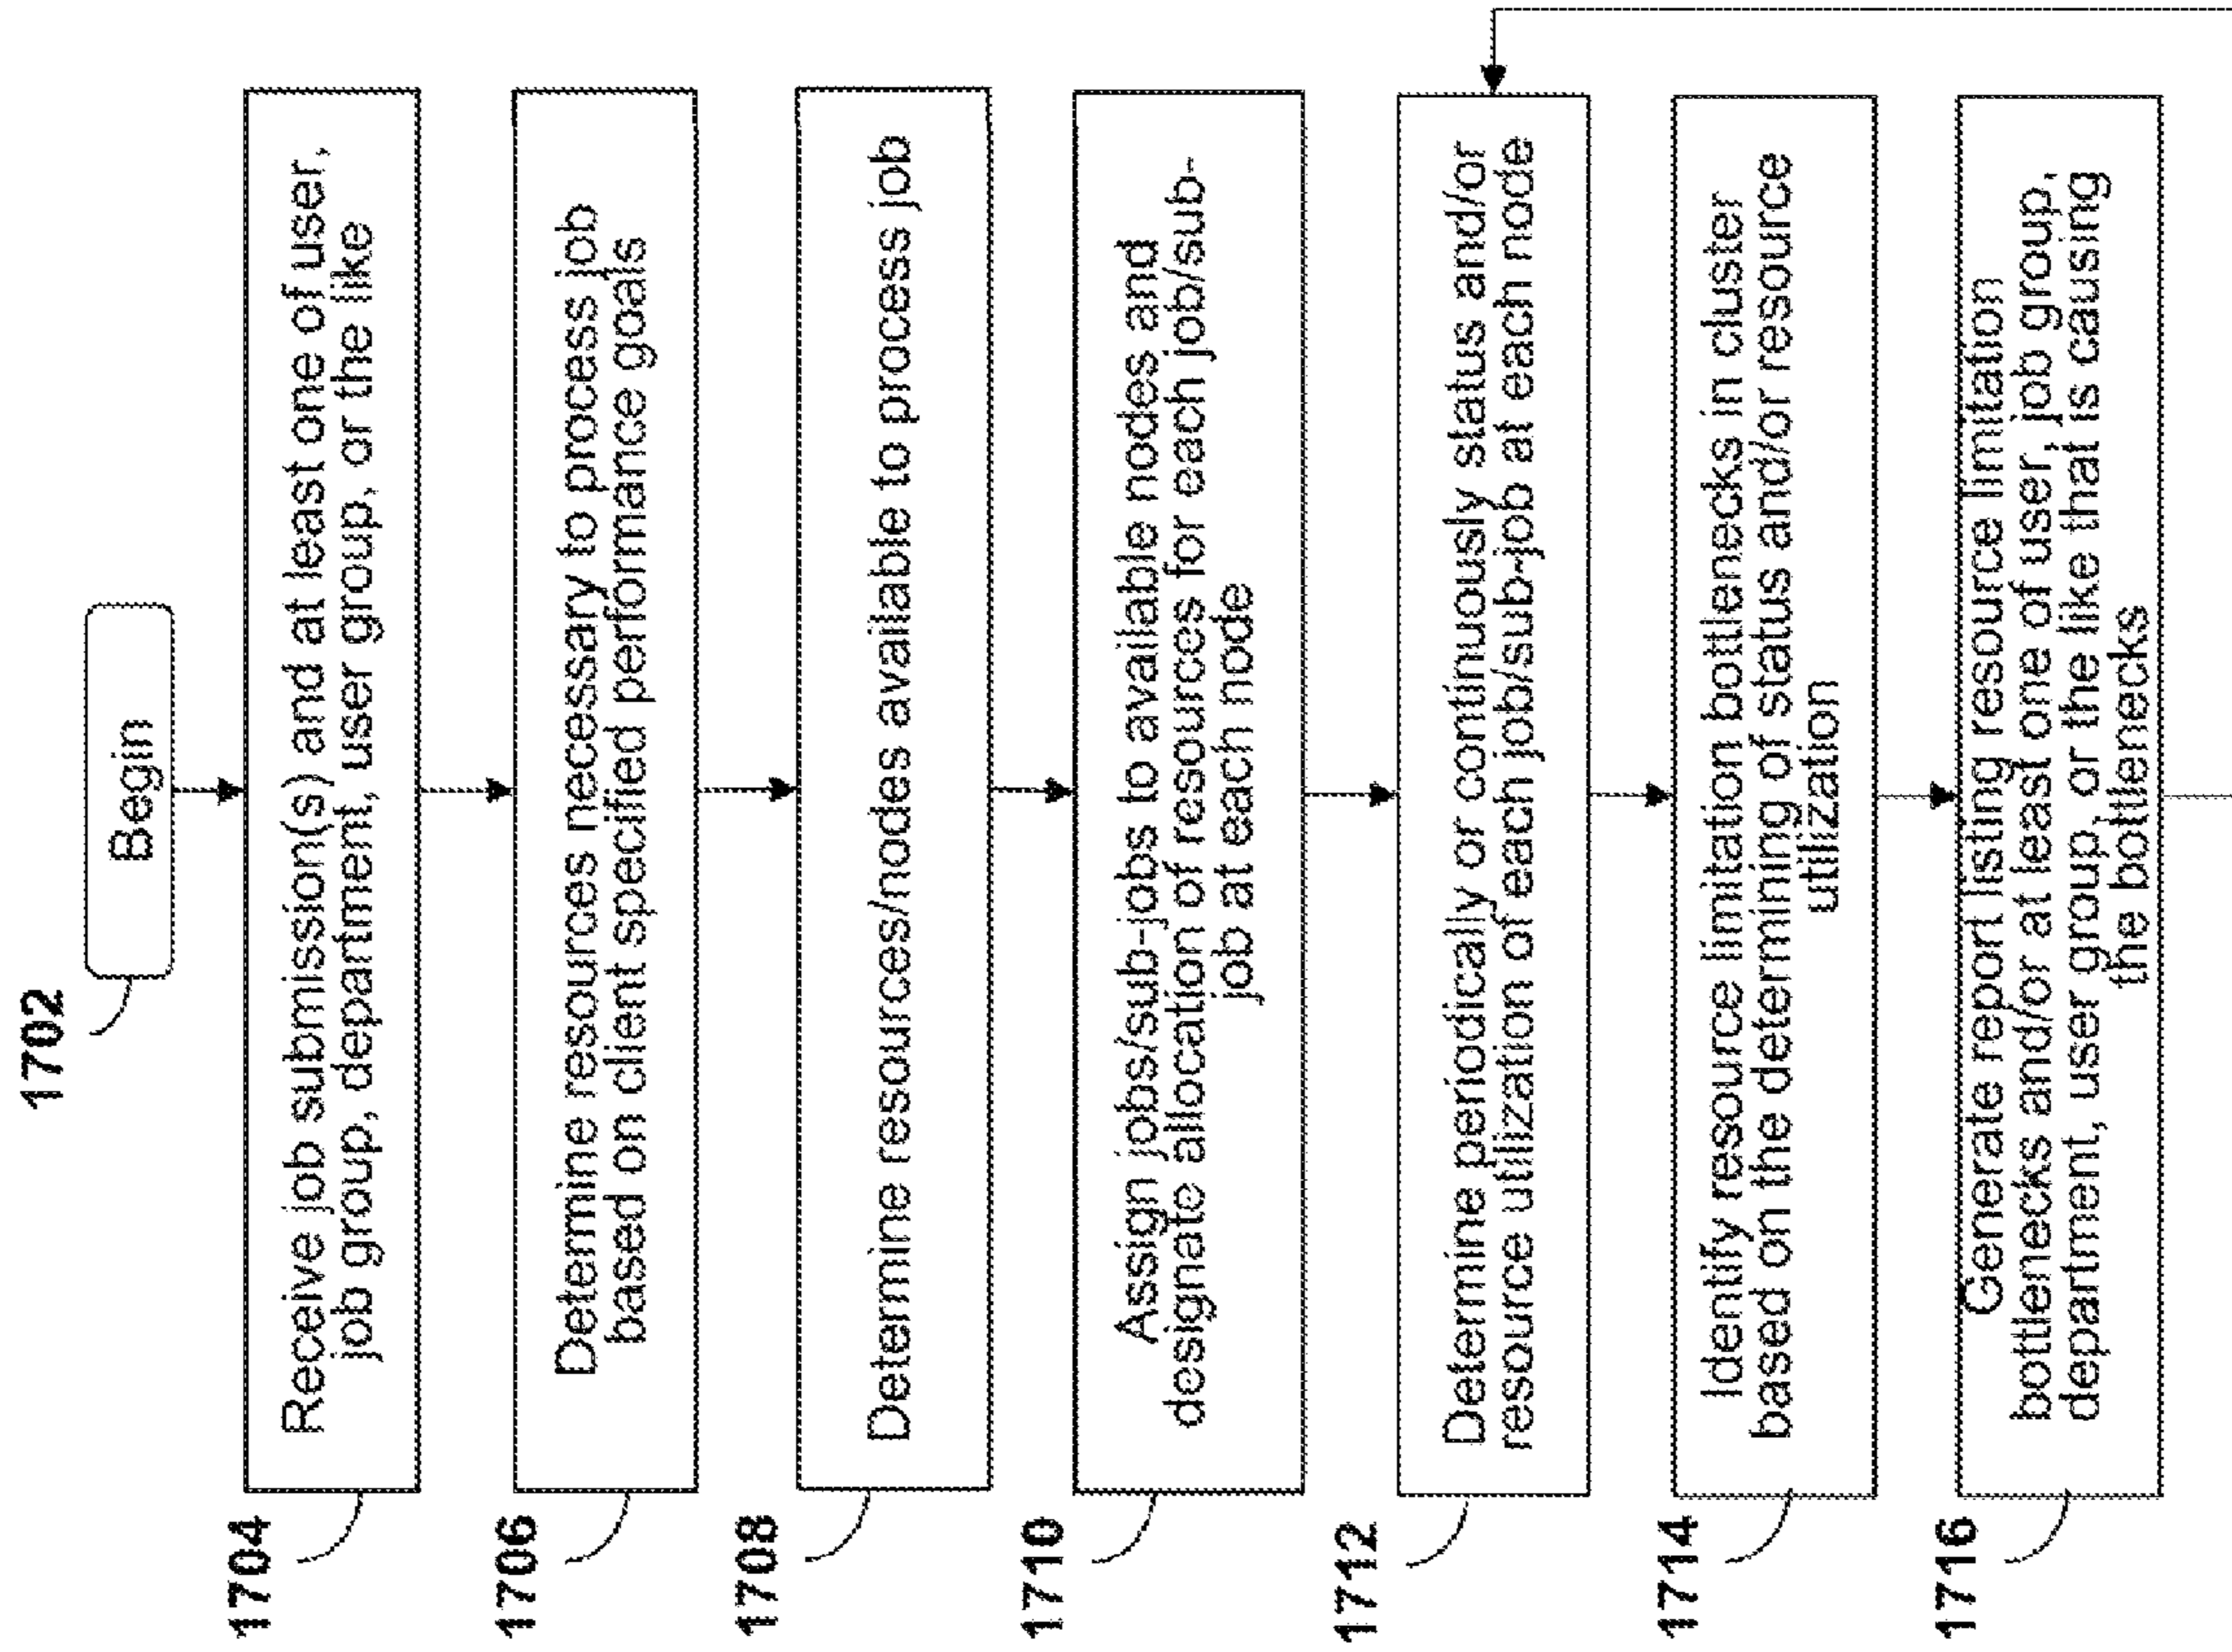 1702
Begin
1704
Receive job submission(s) and at least one of user,
job group, department, user group, or the like
1706
Determine resources necessary to process job
based on client specified performance goals
1708
Determine resources/nodes available to process job
1710
Assign jobs/sub-jobs to available nodes and
designate allocation of resources for each job/sub-
job at each node
1712
Determine periodically or continuously status and/or
resource utilization of each job/sub-job at each node
1714
Identify resource limitation bottlenecks in cluster
based on the determining of status and/or resource
utilization
1716
Generate report listing resource limitation
bottlenecks and/or at least one of user, job group,
department, user group, or the like that is causing
the bottlenecks